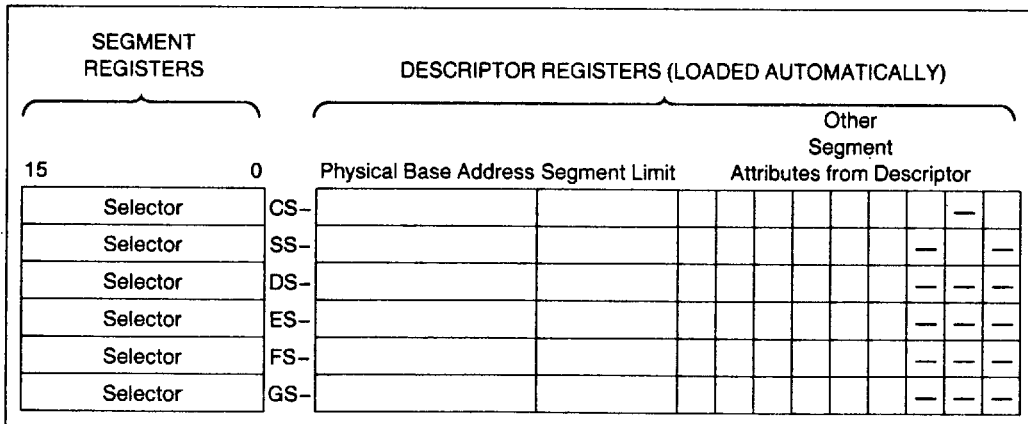 SEGMENT
REGISTERS
DESCRIPTOR REGISTERS (LOADED AUTOMATICALLY)
Other
Segment
15 0 Physical Base Address Segment Limit Attributes from Descriptor
Selector CS– —
Selector SS– — —
Selector DS– — — —
Selector ES– — — —
Selector FS– — — —
Selector GS– — — —